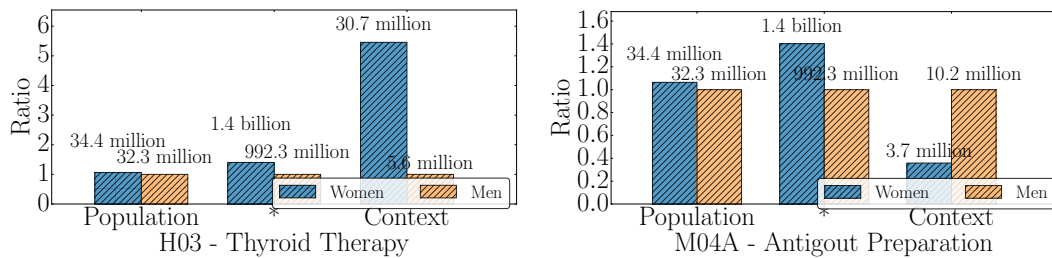 Ratio
6
5
4
3
2
1
0
34.4 million
32.3 million
1.4 billion
992.3 million
30.7 million
5.6 million
Women
Men
Population
*
Context
H03 - Thyroid Therapy
Ratio
1.6
1.4
1.2
1.0
0.8
0.6
0.4
0.2
0.0
34.4 million
32.3 million
1.4 billion
992.3 million
3.7 million
10.2 million
Women
Men
Population
*
Context
M04A - Antigout Preparation